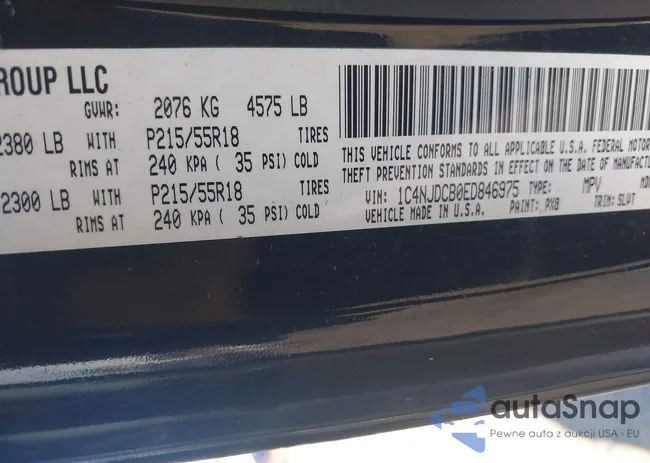 GROUP LLC
GVWR: 2076 KG 4575 LB
2380 LB WITH P215/55R18 TIRES
RIMS AT 240 KPA ( 35 PSI) COLD
2300 LB WITH P215/55R18 TIRES
RIMS AT 240 KPA ( 35 PSI) COLD
THIS VEHICLE CONFORMS TO ALL APPLICABLE U.S.A. FEDERAL MOTOR
THEFT PREVENTION STANDARDS IN EFFECT ON THE DATE OF MANUFACTU
VIN: 1C4NJDCB0ED846975 TYPE: MPV
VEHICLE MADE IN U.S.A. PAINT: PXB TRIM: SLVT
autoSnap
Pewne auta z aukcji USA i EU